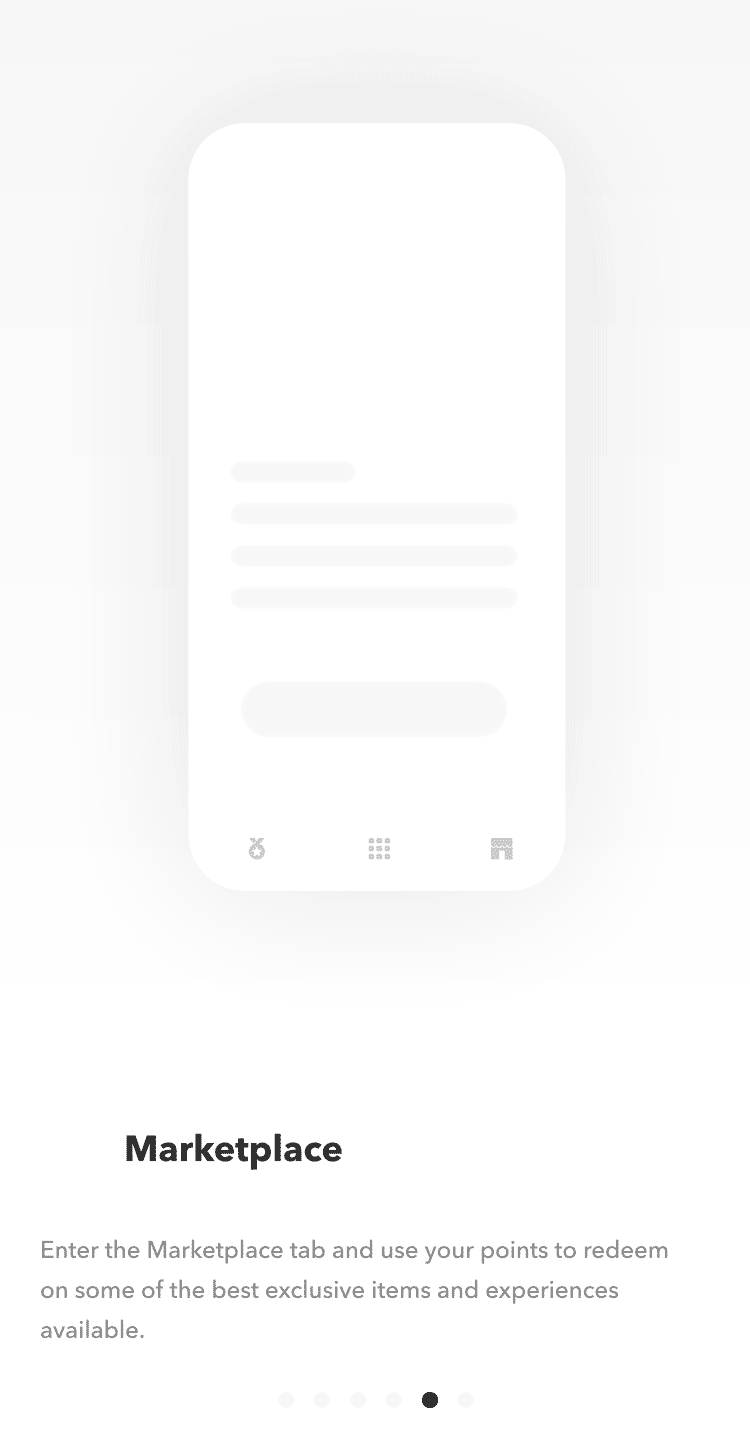 Marketplace
Enter the Marketplace tab and use your points to redeem
on some of the best exclusive items and experiences
available.